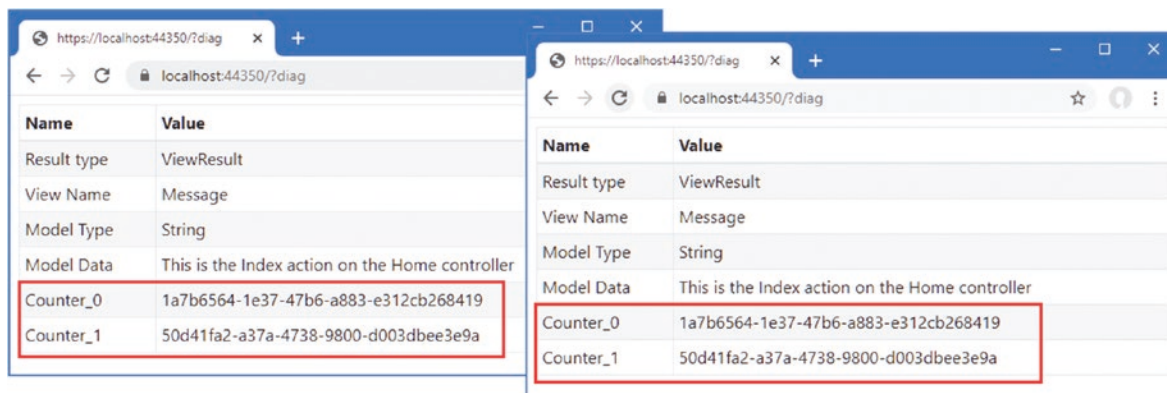 https://localhost:44350/?diag
localhost:44350/?diag
Name Value
Result type ViewResult
View Name Message
Model Type String
Model Data This is the Index action on the Home controller
Counter_0 1a7b6564-1e37-47b6-a883-e312cb268419
Counter_1 50d41fa2-a37a-4738-9800-d003dbee3e9a
https://localhost:44350/?diag
localhost:44350/?diag
Name Value
Result type ViewResult
View Name Message
Model Type String
Model Data This is the Index action on the Home controller
Counter_0 1a7b6564-1e37-47b6-a883-e312cb268419
Counter_1 50d41fa2-a37a-4738-9800-d003dbee3e9a